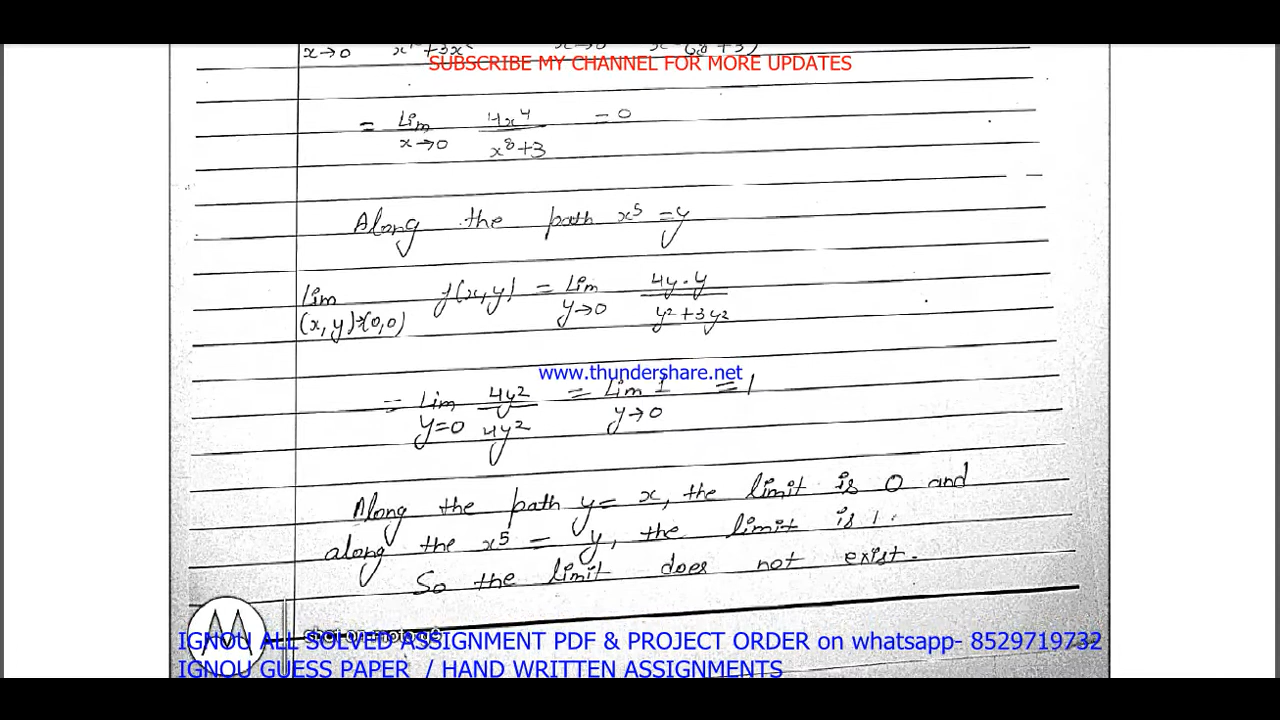 x→0
SUBSCRIBE MY CHANNEL FOR MORE UPDATES
= Lim 4x⁴ = 0
x→0 x⁸+3
Along the path x⁵ = y
Lim f(x,y) = Lim 4y·y
(x,y)→(0,0) y→0 y²+3y²
www.thundershare.net
= Lim 4y² = Lim 1 = 1
y=0 4y² y→0
Along the path y = x, the limit is 0 and
along the x⁵ = y, the limit is 1.
So the limit does not exist.
IGNOU ALL SOLVED ASSIGNMENT PDF & PROJECT ORDER on whatsapp- 8529719732
IGNOU GUESS PAPER / HAND WRITTEN ASSIGNMENTS